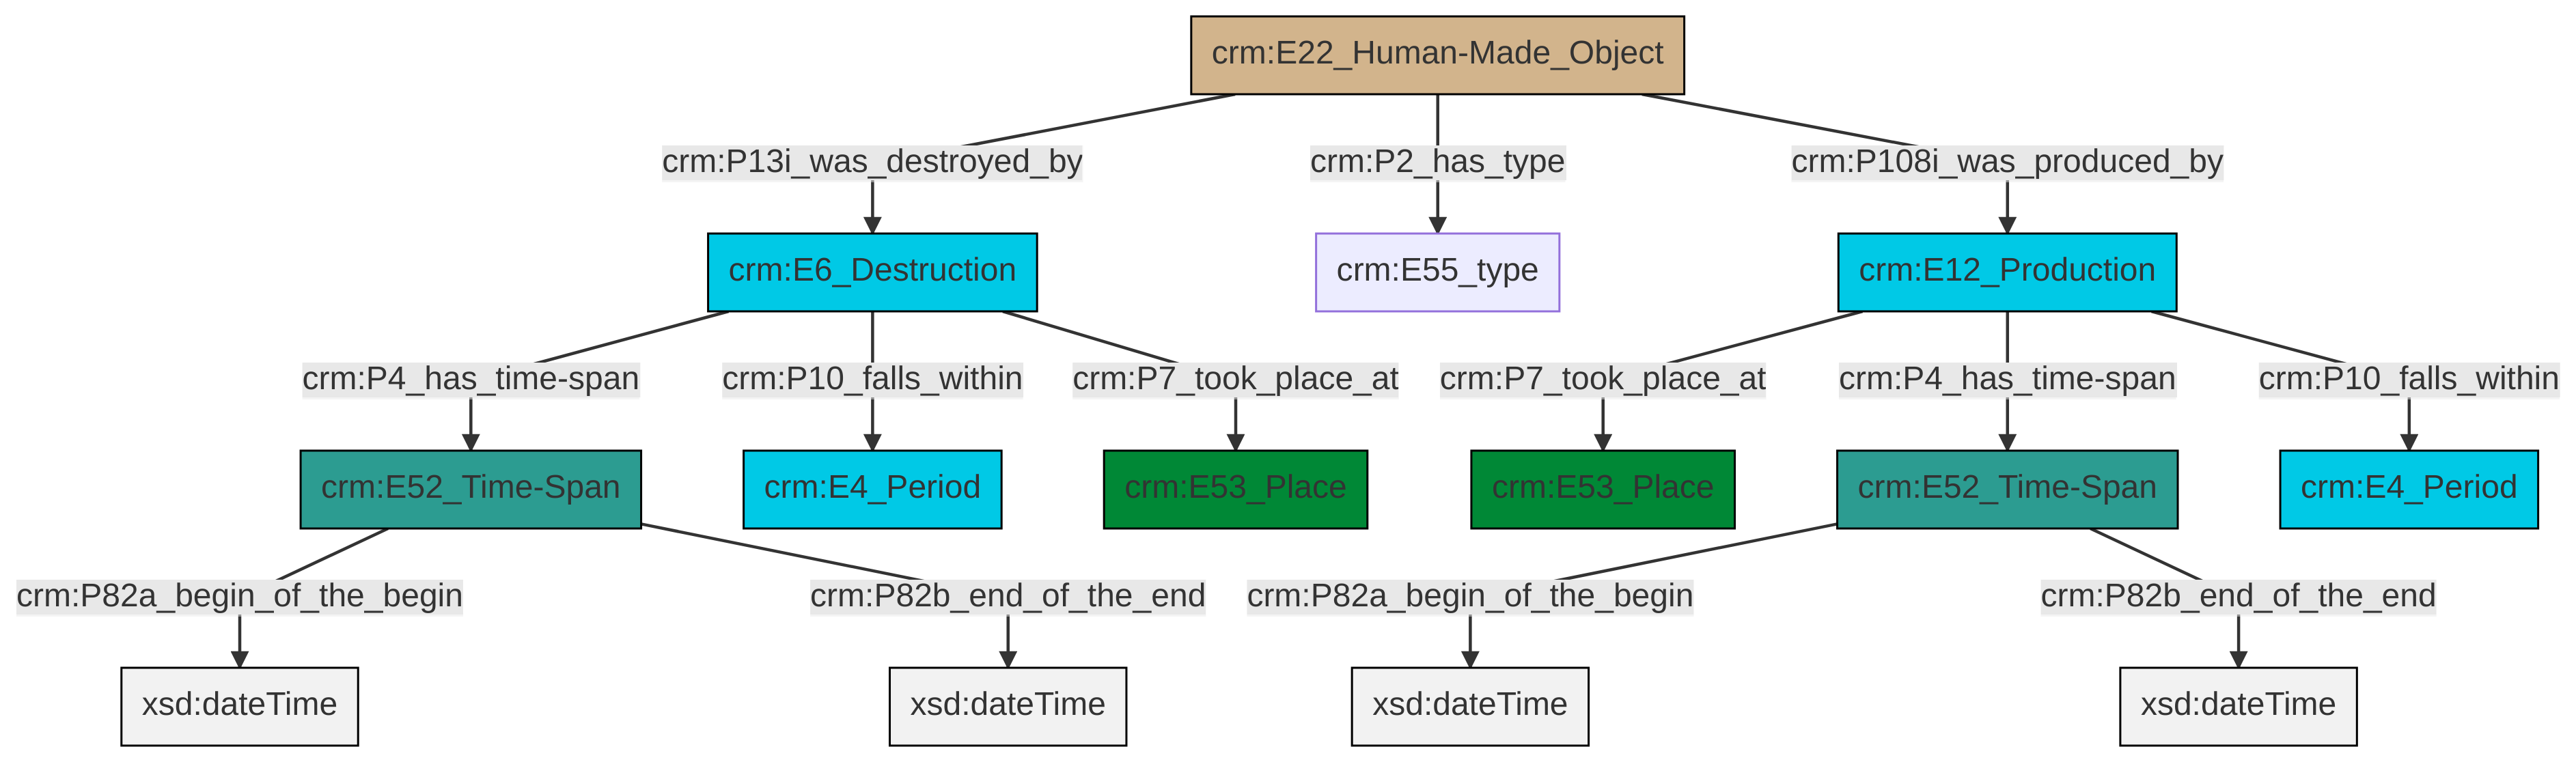 crm:E22_Human-Made_Object
crm:P13i_was_destroyed_by
crm:P2_has_type
crm:P108i_was_produced_by
crm:E6_Destruction
crm:E55_type
crm:E12_Production
crm:P4_has_time-span
crm:P10_falls_within
crm:P7_took_place_at
crm:P7_took_place_at
crm:P4_has_time-span
crm:P10_falls_within
crm:E52_Time-Span
crm:E4_Period
crm:E53_Place
crm:E53_Place
crm:E52_Time-Span
crm:E4_Period
crm:P82a_begin_of_the_begin
crm:P82b_end_of_the_end
crm:P82a_begin_of_the_begin
crm:P82b_end_of_the_end
xsd:dateTime
xsd:dateTime
xsd:dateTime
xsd:dateTime